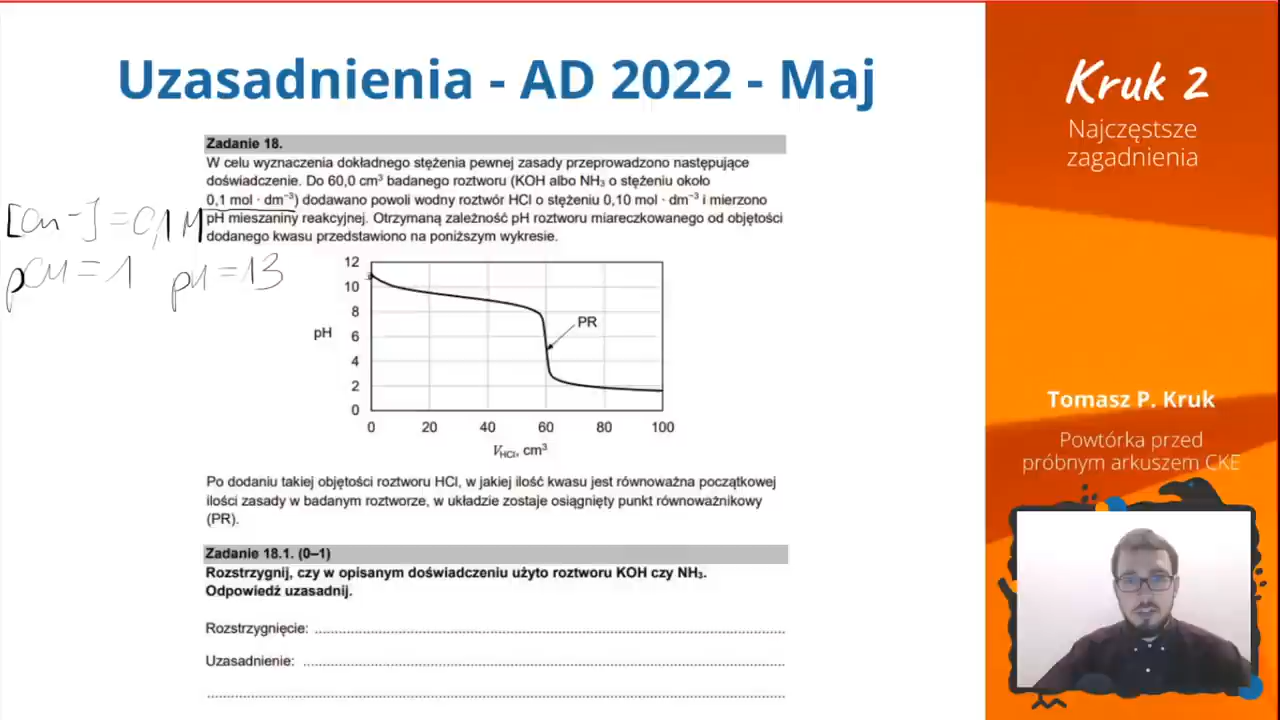 Uzasadnienia - AD 2022 - Maj
Zadanie 18.
W celu wyznaczenia dokładnego stężenia pewnej zasady przeprowadzono następujące
doświadczenie. Do 60,0 cm³ badanego roztworu (KOH albo NH₃ o stężeniu około
0,1 mol · dm⁻³) dodawano powoli wodny roztwór HCl o stężeniu 0,10 mol · dm⁻³ i mierzono
pH mieszaniny reakcyjnej. Otrzymaną zależność pH roztworu miareczkowanego od objętości
dodanego kwasu przedstawiono na poniższym wykresie.
[OH-] = 0,1 M
pOH = 1 pH = 13
12
10
8
6
4
2
0
pH
PR
0 20 40 60 80 100
V HCl, cm³
Po dodaniu takiej objętości roztworu HCl, w jakiej ilość kwasu jest równoważna początkowej
ilości zasady w badanym roztworze, w układzie zostaje osiągnięty punkt równoważnikowy
(PR).
Zadanie 18.1. (0–1)
Rozstrzygnij, czy w opisanym doświadczeniu użyto roztworu KOH czy NH₃.
Odpowiedź uzasadnij.
Rozstrzygnięcie:
Uzasadnienie:
Kruk 2
Najczęstsze
zagadnienia
Tomasz P. Kruk
Powtórka przed
próbnym arkuszem CKE